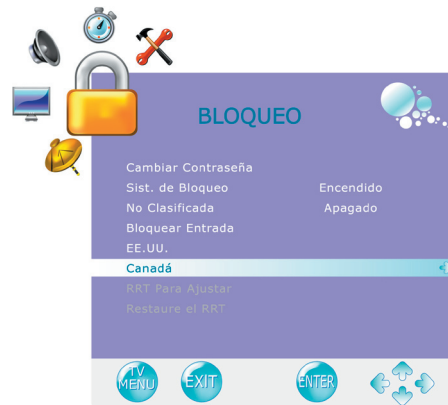 BLOQUEO
Cambiar Contraseña
Sist. de Bloqueo Encendido
No Clasificada Apagado
Bloquear Entrada
EE.UU.
Canadá
RRT Para Ajustar
Restaure el RRT
TV MENU EXIT ENTER